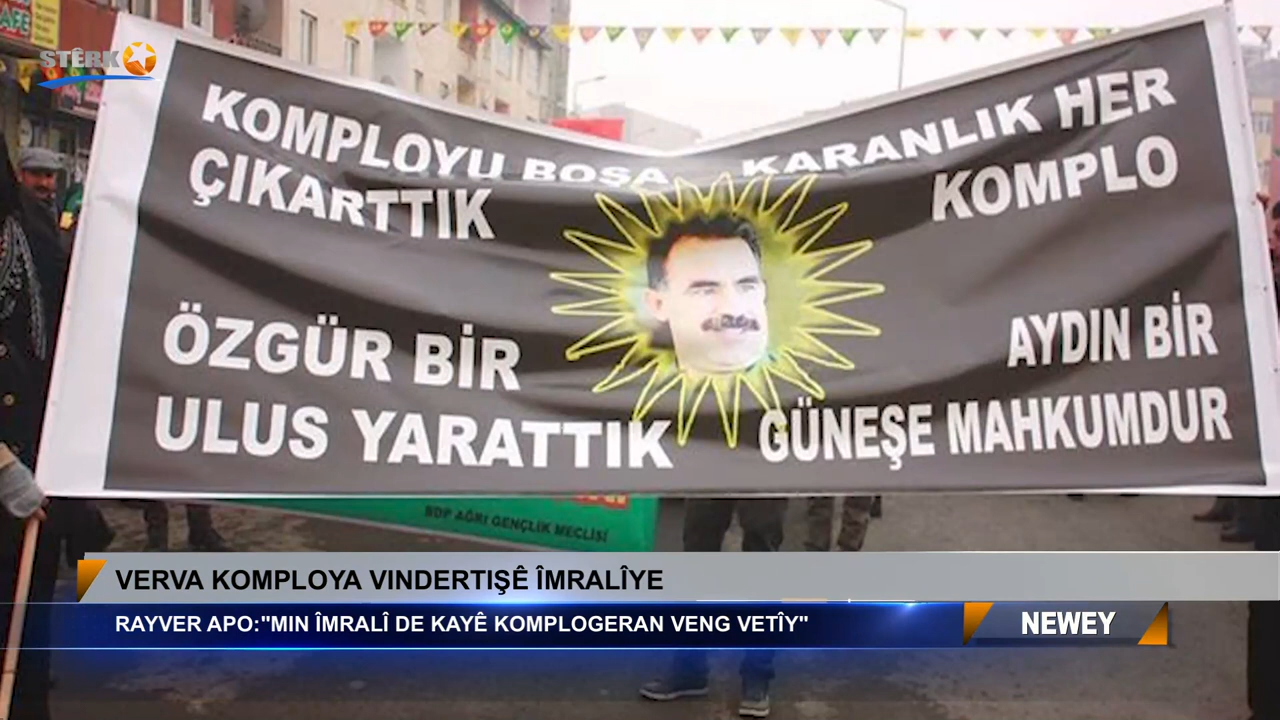 AFE
STÊRK
KOMPLOYU BOŞA
ÇIKARTTIK
KARANLIK HER
KOMPLO
ÖZGÜR BİR
ULUS YARATTIK
AYDIN BİR
GÜNEŞE MAHKUMDUR
BDP AĞRI GENÇLİK MECLİSİ
VERVA KOMPLOYA VINDERTIŞÊ ÎMRALÎYE
RAYVER APO:"MIN ÎMRALÎ DE KAYÊ KOMPLOGERAN VENG VETÎY"
NEWEY